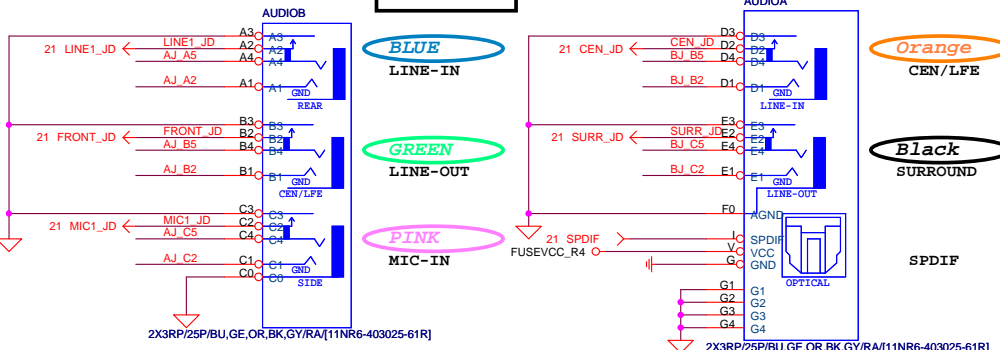 AUDIOB
A3
A3
21 LINE1_JD
LINE1_JD
A2
A2
AJ_A5
A4
A4
AJ_A2
A1
A1
GND
REAR
BLUE
LINE-IN
B3
B3
21 FRONT_JD
FRONT_JD
B2
B2
AJ_B5
B4
B4
AJ_B2
B1
B1
GND
CEN/LFE
GREEN
LINE-OUT
C3
C3
21 MIC1_JD
MIC1_JD
C2
C2
AJ_C5
C4
C4
AJ_C2
C1
C1
GND
C0
C0
SIDE
PINK
MIC-IN
2X3RP/25P/BU,GE,OR,BK,GY/RA/[11NR6-403025-61R]
AUDIOA
D3
D3
21 CEN_JD
CEN_JD
D2
D2
BJ_B5
D4
D4
BJ_B2
D1
D1
GND
LINE-IN
Orange
CEN/LFE
E3
E3
21 SURR_JD
SURR_JD
E2
E2
BJ_C5
E4
E4
BJ_C2
E1
E1
GND
LINE-OUT
Black
SURROUND
F0
AGND
21 SPDIF
I
SPDIF
FUSEVCC_R4
V
VCC
G
GND
OPTICAL
SPDIF
G1
G1
G2
G2
G3
G3
G4
G4
2X3RP/25P/BU,GE,OR,BK,GY/RA/[11NR6-403025-61R]